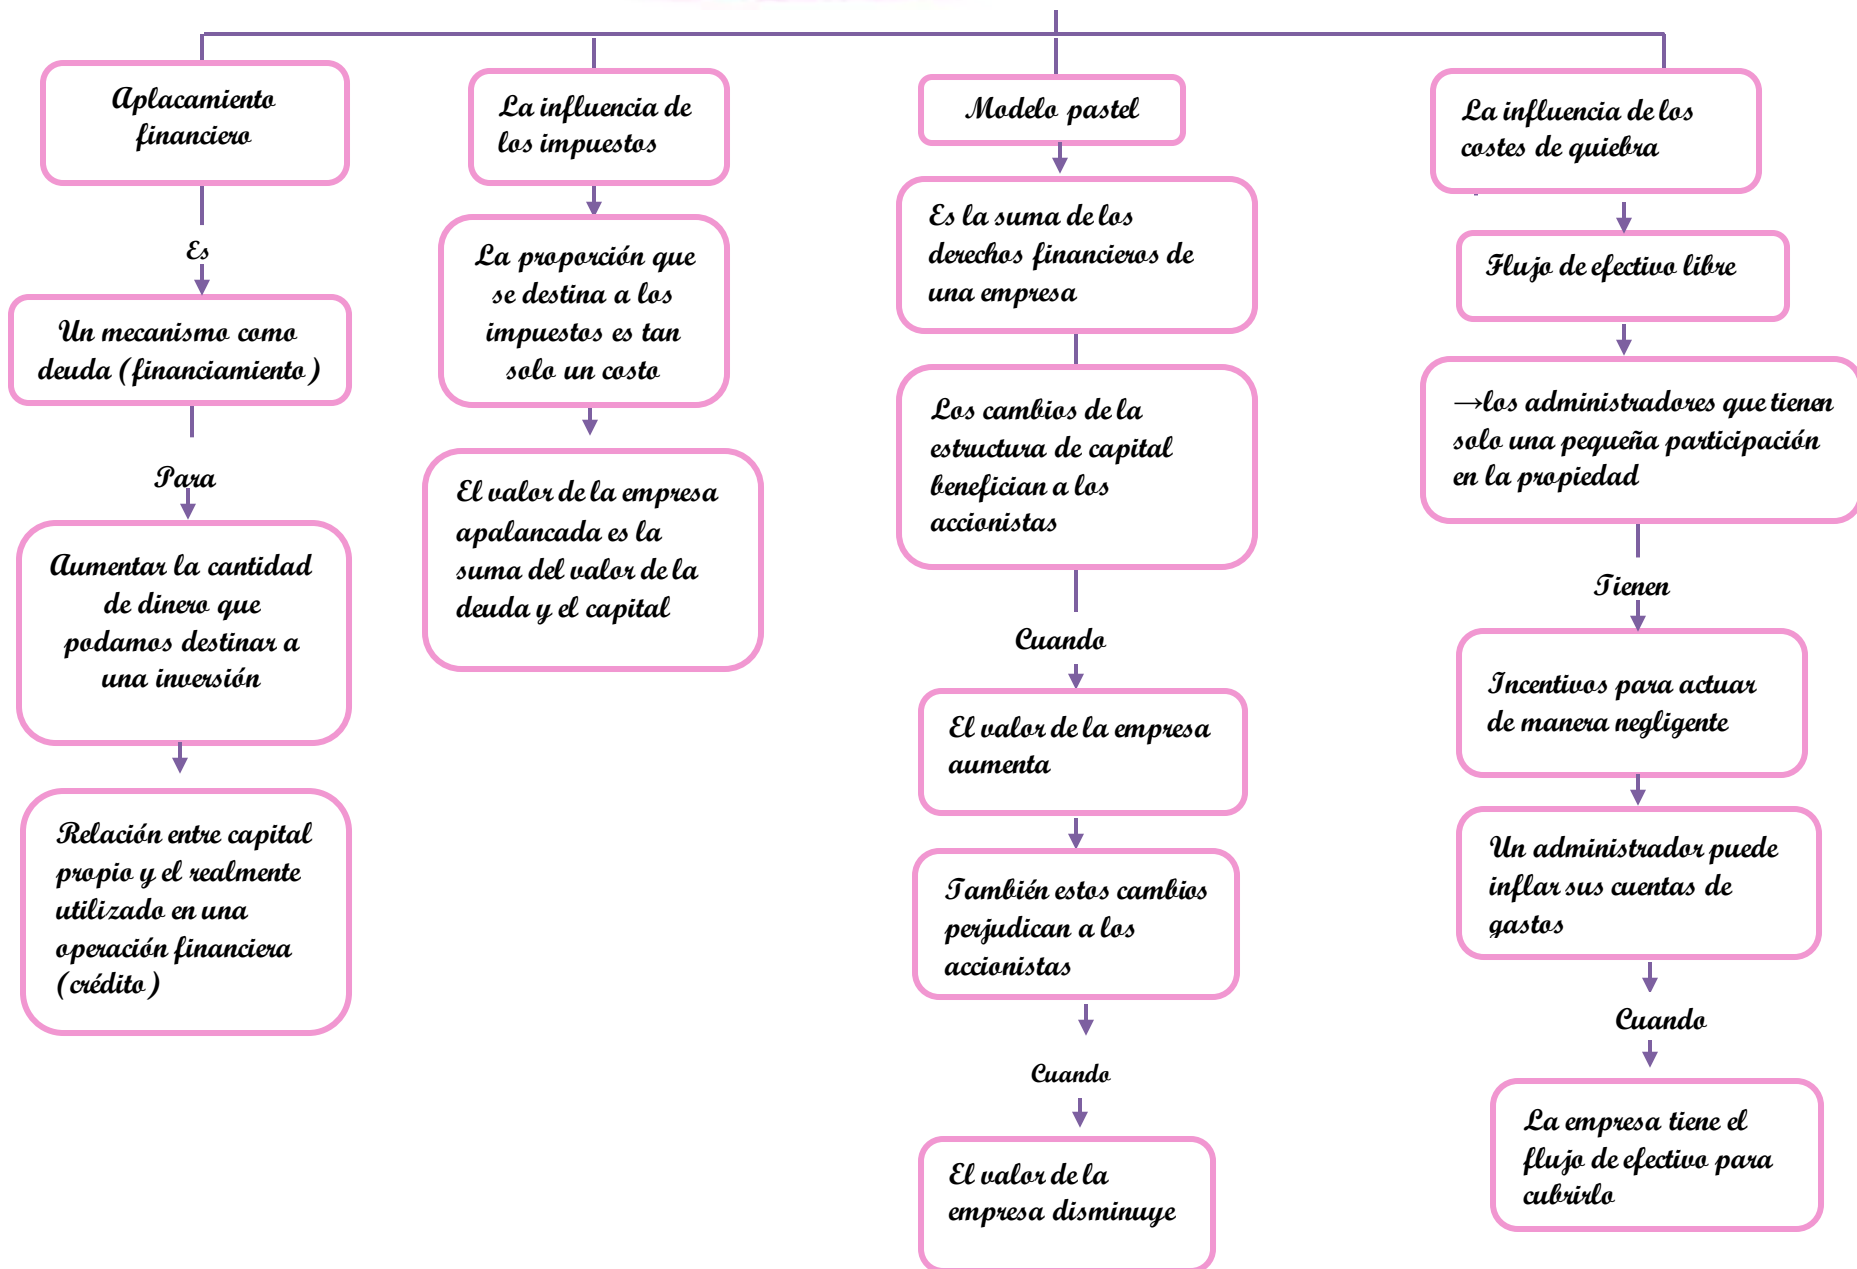 Aplacamiento
financiero
Es
Un mecanismo como
deuda (financiamiento)
Para
Aumentar la cantidad
de dinero que
podamos destinar a
una inversión
Relación entre capital
propio y el realmente
utilizado en una
operación financiera
(crédito)
La influencia de
los impuestos
La proporción que
se destina a los
impuestos es tan
solo un costo
El valor de la empresa
apalancada es la
suma del valor de la
deuda y el capital
Modelo pastel
Es la suma de los
derechos financieros de
una empresa
Los cambios de la
estructura de capital
benefician a los
accionistas
Cuando
El valor de la empresa
aumenta
También estos cambios
perjudican a los
accionistas
Cuando
El valor de la
empresa disminuye
La influencia de los
costes de quiebra
Flujo de efectivo libre
→los administradores que tienen
solo una pequeña participación
en la propiedad
Tienen
Incentivos para actuar
de manera negligente
Un administrador puede
inflar sus cuentas de
gastos
Cuando
La empresa tiene el
flujo de efectivo para
cubrirlo